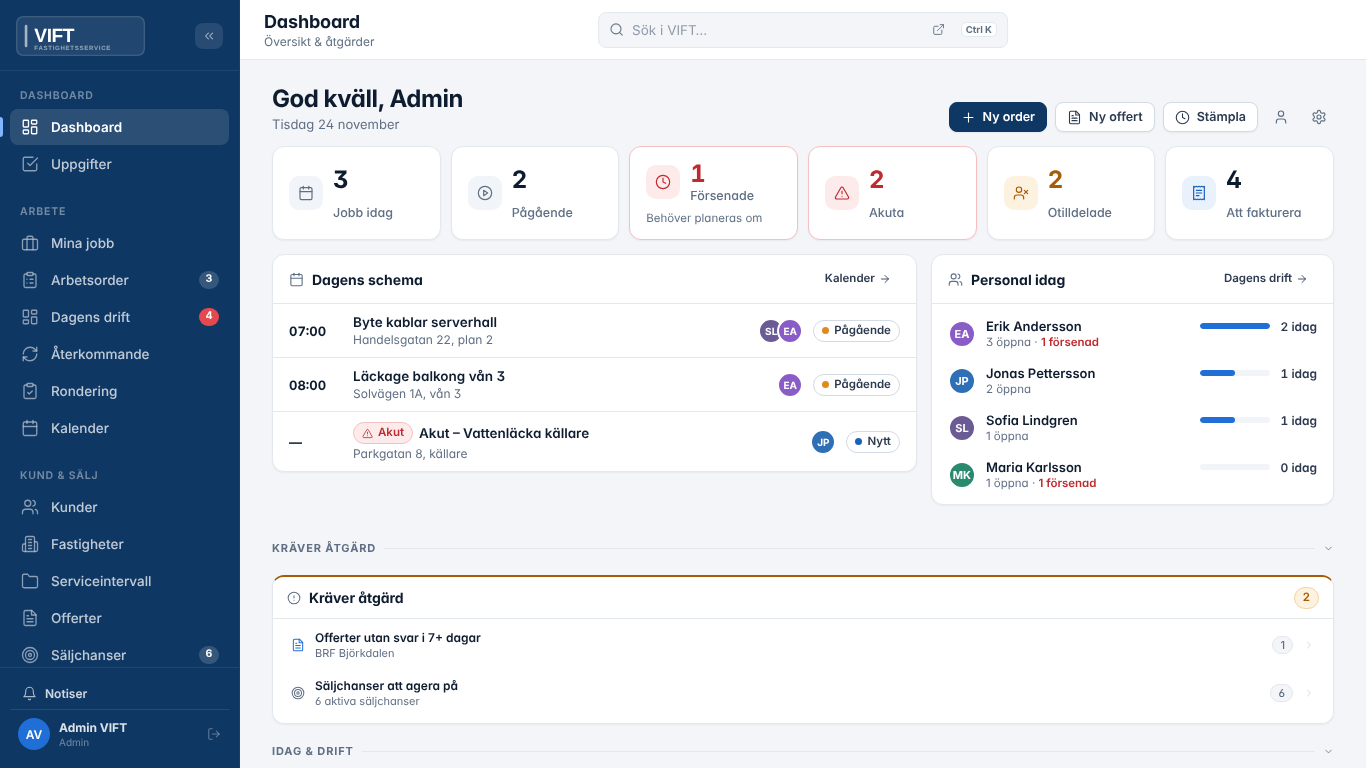 VIFT
FASTIGHETSSERVICE
DASHBOARD
Dashboard
Uppgifter
ARBETE
Mina jobb
Arbetsorder 3
Dagens drift 4
Återkommande
Rondering
Kalender
KUND & SÄLJ
Kunder
Fastigheter
Serviceintervall
Offerter
Säljchanser 6
Notiser
AV Admin VIFT
Admin
Dashboard
Översikt & åtgärder
Sök i VIFT... Ctrl K
God kväll, Admin
Tisdag 24 november
Ny order Ny offert Stämpla
3
Jobb idag
2
Pågående
1
Försenade
Behöver planeras om
2
Akuta
2
Otilldelade
4
Att fakturera
Dagens schema Kalender →
07:00 Byte kablar serverhall SL EA Pågående
Handelsgatan 22, plan 2
08:00 Läckage balkong vån 3 EA Pågående
Solvägen 1A, vån 3
— Akut Akut – Vattenläcka källare JP Nytt
Parkgatan 8, källare
Personal idag Dagens drift →
EA Erik Andersson 2 idag
3 öppna · 1 försenad
JP Jonas Pettersson 1 idag
2 öppna
SL Sofia Lindgren 1 idag
1 öppna
MK Maria Karlsson 0 idag
1 öppna · 1 försenad
KRÄVER ÅTGÄRD
Kräver åtgärd 2
Offerter utan svar i 7+ dagar 1
BRF Björkdalen
Säljchanser att agera på 6
6 aktiva säljchanser
IDAG & DRIFT